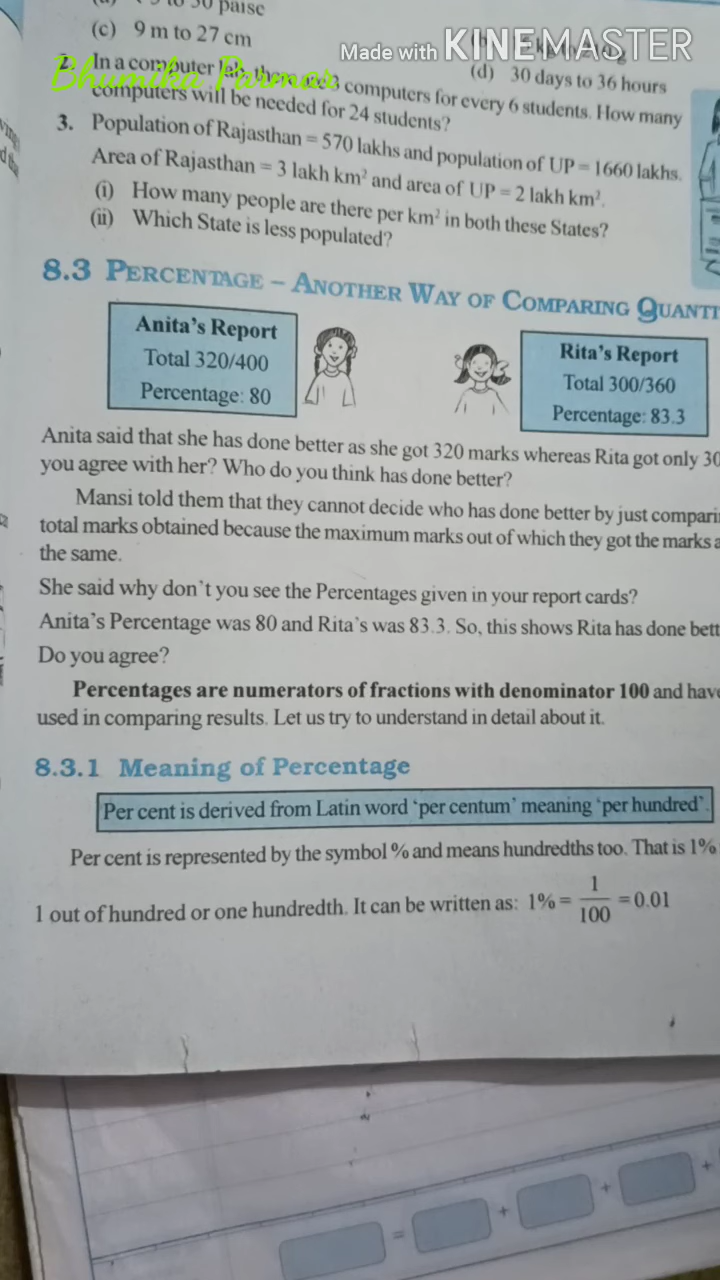 50 paise
Made with KINEMASTER
(c) 9 m to 27 cm
(d) 30 days to 36 hours
Bhumika Parmar
2. In a computer computers for every 6 students. How many
computers will be needed for 24 students?
3. Population of Rajasthan = 570 lakhs and population of UP = 1660 lakhs.
Area of Rajasthan = 3 lakh km² and area of UP = 2 lakh km².
(i) How many people are there per km² in both these States?
(ii) Which State is less populated?
8.3 PERCENTAGE – ANOTHER WAY OF COMPARING QUANTI
Anita's Report
Total 320/400
Percentage: 80
Rita's Report
Total 300/360
Percentage: 83.3
Anita said that she has done better as she got 320 marks whereas Rita got only 30
you agree with her? Who do you think has done better?
Mansi told them that they cannot decide who has done better by just compari
total marks obtained because the maximum marks out of which they got the marks a
the same.
She said why don't you see the Percentages given in your report cards?
Anita's Percentage was 80 and Rita's was 83.3. So, this shows Rita has done bett
Do you agree?
Percentages are numerators of fractions with denominator 100 and have
used in comparing results. Let us try to understand in detail about it.
8.3.1 Meaning of Percentage
Per cent is derived from Latin word 'per centum' meaning 'per hundred'.
Per cent is represented by the symbol % and means hundredths too. That is 1%
1 out of hundred or one hundredth. It can be written as: 1% = 1/100 = 0.01
= + + +